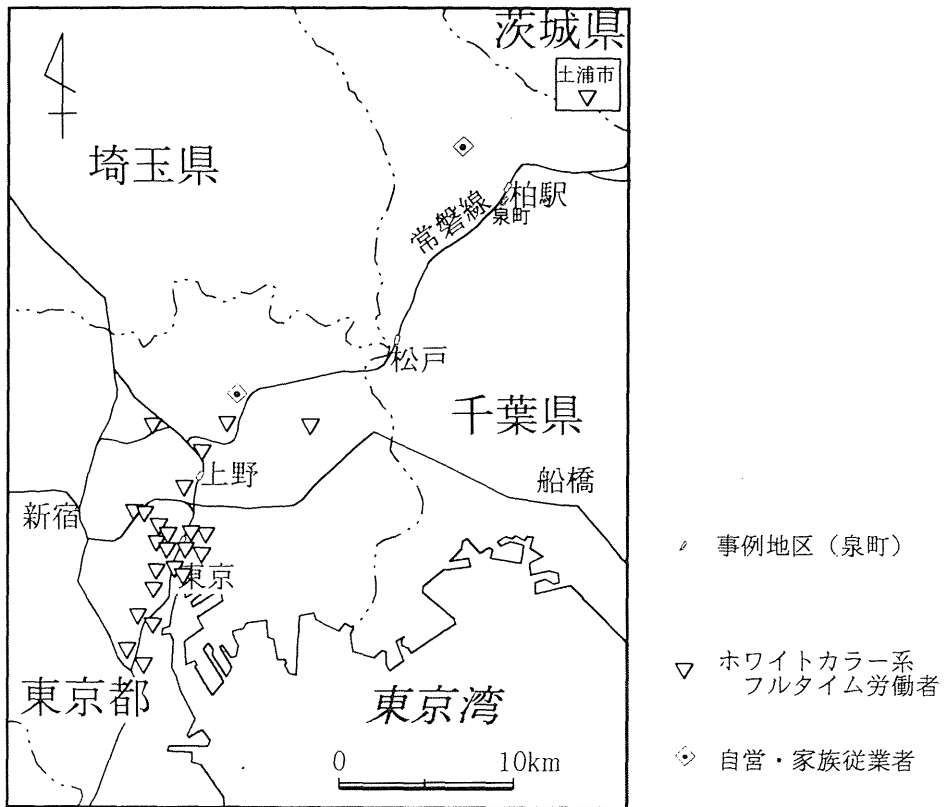 茨城県
土浦市
埼玉県
柏駅
泉町
常磐線
松戸
千葉県
上野
船橋
新宿
東京
東京都
東京湾
0 10km
事例地区（泉町）
ホワイトカラー系
フルタイム労働者
自営・家族従業者